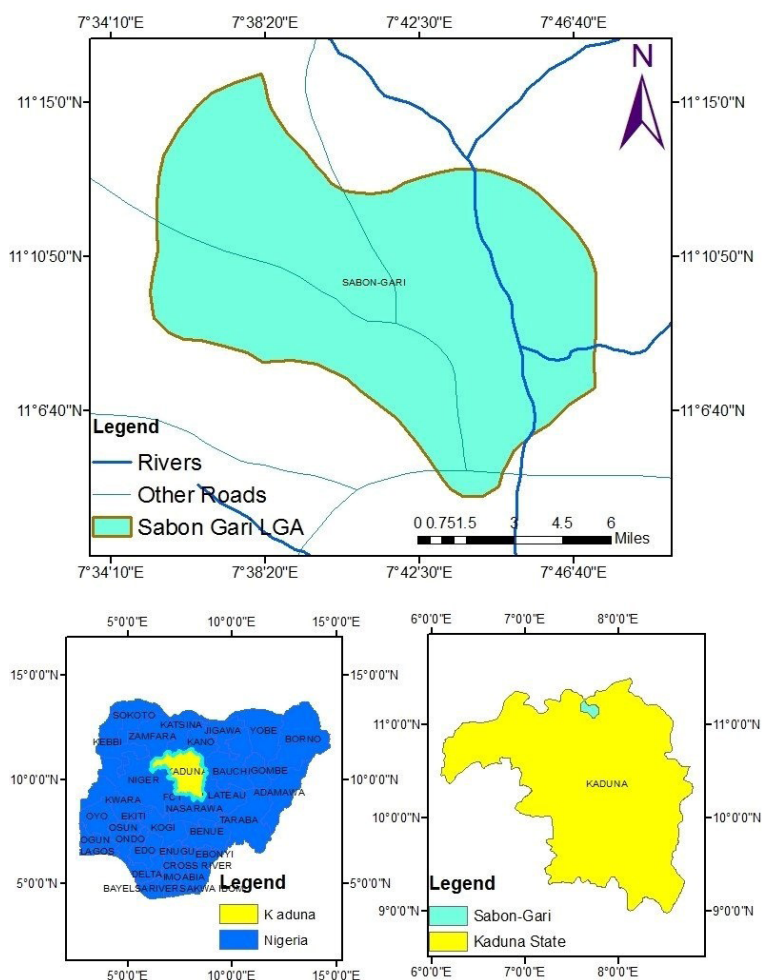 7°34'10"E 7°38'20"E 7°42'30"E 7°46'40"E
N
11°15'0"N 11°15'0"N
11°10'50"N 11°10'50"N
SABON-GARI
11°6'40"N 11°6'40"N
Legend
Rivers
Other Roads
Sabon Gari LGA
0 0.751.5 3 4.5 6
Miles
7°34'10"E 7°38'20"E 7°42'30"E 7°46'40"E
5°0'0"E 10°0'0"E 15°0'0"E
15°0'0"N 15°0'0"N
SOKOTO
KATSINA
JIGAWA YOBE
ZAMFARA
KEBBI KANO BORNO
10°0'0"N KADUNA BAUCHI GOMBE 10°0'0"N
NIGER
ADAMAWA
KWARA LATEAU
NASARAWA
OYO EKITI TARABA
OSUN KOGI
BENUE
OGUN ONDO
LAGOS EDO ENUGU EBONYI
CROSS RIVER
5°0'0"N DELTA IMO ABIA 5°0'0"N
BAYELSA RIVERS AKWA IBOM
Legend
Kaduna
Nigeria
5°0'0"E 10°0'0"E 15°0'0"E
6°0'0"E 7°0'0"E 8°0'0"E
11°0'0"N 11°0'0"N
KADUNA
10°0'0"N 10°0'0"N
Legend
Sabon-Gari
9°0'0"N 9°0'0"N
Kaduna State
6°0'0"E 7°0'0"E 8°0'0"E